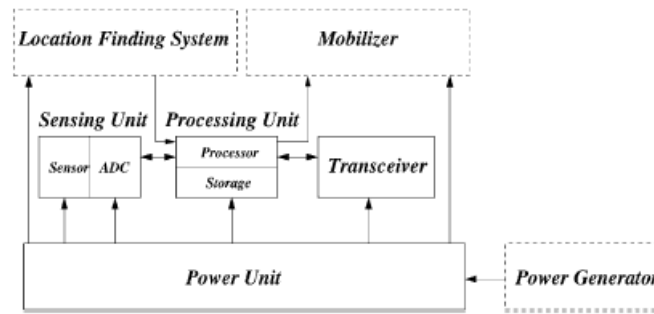 Location Finding System
Mobilizer
Sensing Unit
Processing Unit
Sensor
ADC
Processor
Storage
Transceiver
Power Unit
Power Generator